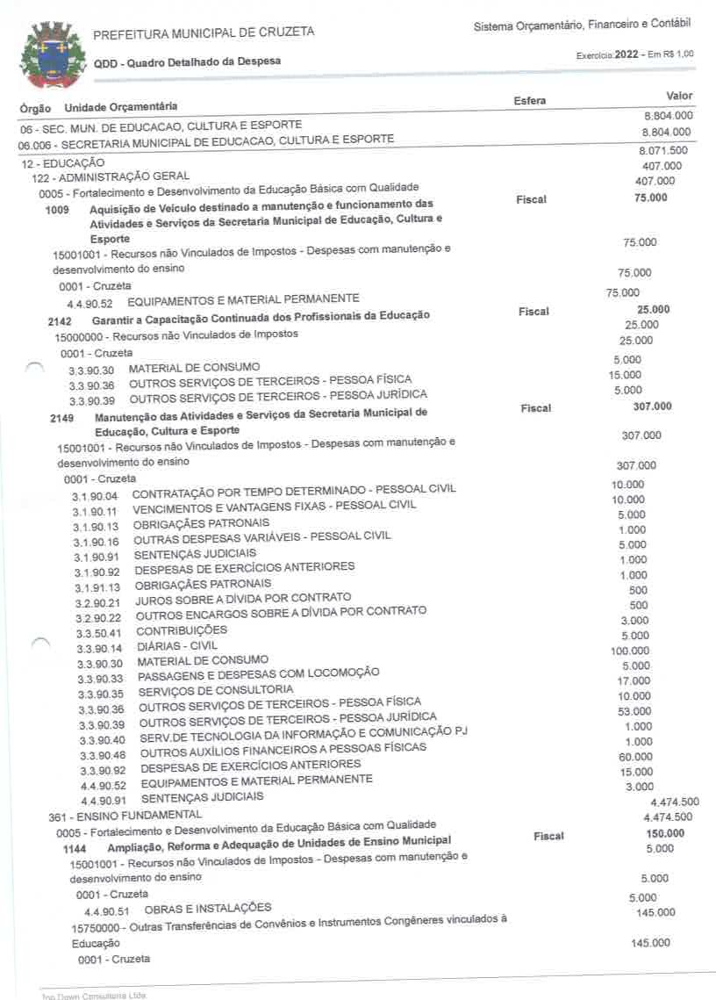 PREFEITURA MUNICIPAL DE CRUZETA
Sistema Orçamentário, Financeiro e Contábil
QDD - Quadro Detalhado da Despesa
Exercício: 2022 – Em R$ 1,00
Órgão Unidade Orçamentária Esfera Valor
06 - SEC. MUN. DE EDUCACAO, CULTURA E ESPORTE 8.804.000
06.006 - SECRETARIA MUNICIPAL DE EDUCACAO, CULTURA E ESPORTE 8.804.000
12 - EDUCAÇÃO 8.071.500
122 - ADMINISTRAÇÃO GERAL 407.000
0005 - Fortalecimento e Desenvolvimento da Educação Básica com Qualidade 407.000
1009 Aquisição de Veículo destinado a manutenção e funcionamento das Fiscal 75.000
Atividades e Serviços da Secretaria Municipal de Educação, Cultura e
Esporte
15001001 - Recursos não Vinculados de Impostos - Despesas com manutenção e 75.000
desenvolvimento do ensino
0001 - Cruzeta 75.000
4.4.90.52 EQUIPAMENTOS E MATERIAL PERMANENTE 75.000
2142 Garantir a Capacitação Continuada dos Profissionais da Educação Fiscal 25.000
15000000 - Recursos não Vinculados de Impostos 25.000
0001 - Cruzeta 25.000
3.3.90.30 MATERIAL DE CONSUMO 5.000
3.3.90.36 OUTROS SERVIÇOS DE TERCEIROS - PESSOA FÍSICA 15.000
3.3.90.39 OUTROS SERVIÇOS DE TERCEIROS - PESSOA JURÍDICA 5.000
2149 Manutenção das Atividades e Serviços da Secretaria Municipal de Fiscal 307.000
Educação, Cultura e Esporte
15001001 - Recursos não Vinculados de Impostos - Despesas com manutenção e 307.000
desenvolvimento do ensino
0001 - Cruzeta 307.000
3.1.90.04 CONTRATAÇÃO POR TEMPO DETERMINADO - PESSOAL CIVIL 10.000
3.1.90.11 VENCIMENTOS E VANTAGENS FIXAS - PESSOAL CIVIL 10.000
3.1.90.13 OBRIGAÇÃES PATRONAIS 5.000
3.1.90.16 OUTRAS DESPESAS VARIÁVEIS - PESSOAL CIVIL 1.000
3.1.90.91 SENTENÇAS JUDICIAIS 5.000
3.1.90.92 DESPESAS DE EXERCÍCIOS ANTERIORES 1.000
3.1.91.13 OBRIGAÇÃES PATRONAIS 1.000
3.2.90.21 JUROS SOBRE A DÍVIDA POR CONTRATO 500
3.2.90.22 OUTROS ENCARGOS SOBRE A DÍVIDA POR CONTRATO 500
3.3.50.41 CONTRIBUIÇÕES 3.000
3.3.90.14 DIÁRIAS - CIVIL 5.000
3.3.90.30 MATERIAL DE CONSUMO 100.000
3.3.90.33 PASSAGENS E DESPESAS COM LOCOMOÇÃO 5.000
3.3.90.35 SERVIÇOS DE CONSULTORIA 17.000
3.3.90.36 OUTROS SERVIÇOS DE TERCEIROS - PESSOA FÍSICA 10.000
3.3.90.39 OUTROS SERVIÇOS DE TERCEIROS - PESSOA JURÍDICA 53.000
3.3.90.40 SERV.DE TECNOLOGIA DA INFORMAÇÃO E COMUNICAÇÃO PJ 1.000
3.3.90.48 OUTROS AUXÍLIOS FINANCEIROS A PESSOAS FÍSICAS 1.000
3.3.90.92 DESPESAS DE EXERCÍCIOS ANTERIORES 60.000
4.4.90.52 EQUIPAMENTOS E MATERIAL PERMANENTE 15.000
4.4.90.91 SENTENÇAS JUDICIAIS 3.000
361 - ENSINO FUNDAMENTAL 4.474.500
0005 - Fortalecimento e Desenvolvimento da Educação Básica com Qualidade 4.474.500
1144 Ampliação, Reforma e Adequação de Unidades de Ensino Municipal Fiscal 150.000
15001001 - Recursos não Vinculados de Impostos - Despesas com manutenção e 5.000
desenvolvimento do ensino
0001 - Cruzeta 5.000
4.4.90.51 OBRAS E INSTALAÇÕES 5.000
15750000 - Outras Transferências de Convênios e Instrumentos Congêneres vinculados à 145.000
Educação
0001 - Cruzeta 145.000
Top Down Consultoria Ltda.